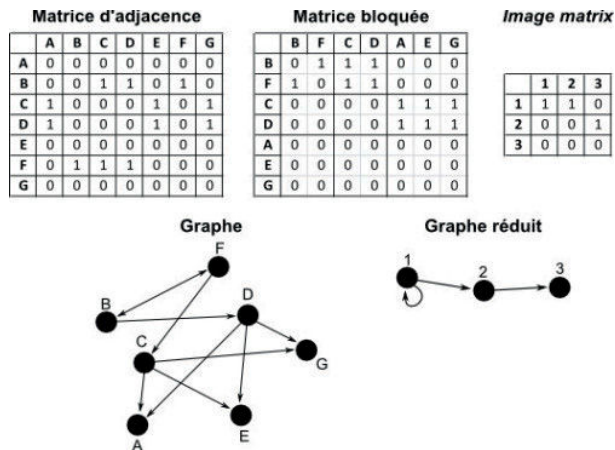 Matrice d'adjacence
A B C D E F G
A 0 0 0 0 0 0 0
B 0 0 1 1 0 1 0
C 1 0 0 0 1 0 1
D 1 0 0 0 1 0 1
E 0 0 0 0 0 0 0
F 0 1 1 1 0 0 0
G 0 0 0 0 0 0 0
Matrice bloquée
B F C D A E G
B 0 1 1 1 0 0 0
F 1 0 1 1 0 0 0
C 0 0 0 0 1 1 1
D 0 0 0 0 1 1 1
A 0 0 0 0 0 0 0
E 0 0 0 0 0 0 0
G 0 0 0 0 0 0 0
Image matrix
1 2 3
1 1 1 0
2 0 0 1
3 0 0 0
Graphe
F
B
D
C
G
A
E
Graphe réduit
1
2
3